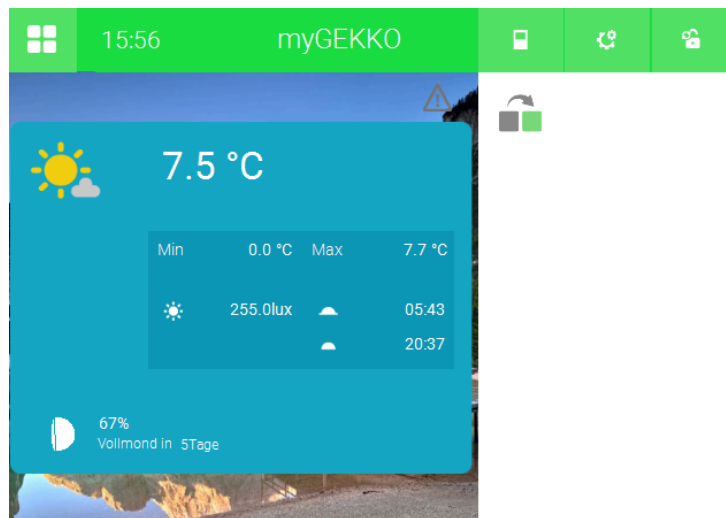 15:56 myGEKKO
7.5 °C
Min 0.0 °C Max 7.7 °C
255.0lux 05:43
20:37
67%
Vollmond in 5Tage